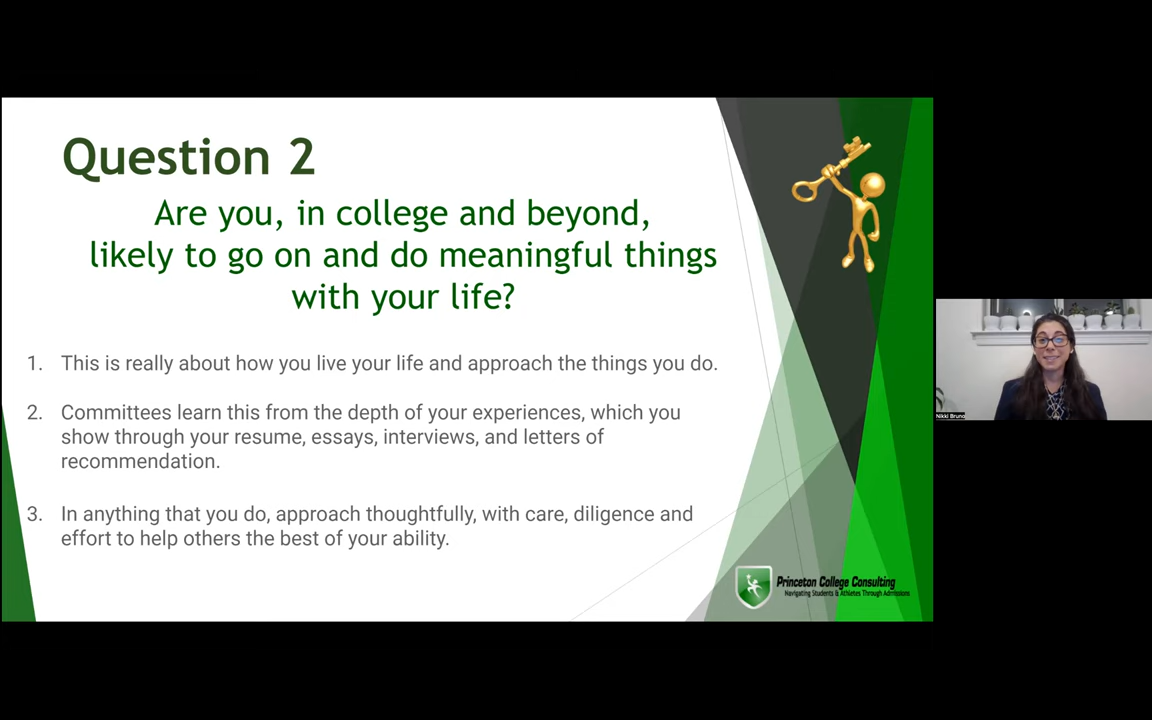 Question 2
Are you, in college and beyond,
likely to go on and do meaningful things
with your life?
1. This is really about how you live your life and approach the things you do.
2. Committees learn this from the depth of your experiences, which you
show through your resume, essays, interviews, and letters of
recommendation.
3. In anything that you do, approach thoughtfully, with care, diligence and
effort to help others the best of your ability.
Princeton College Consulting
Navigating Students & Athletes Through Admissions
Nikki Bruno